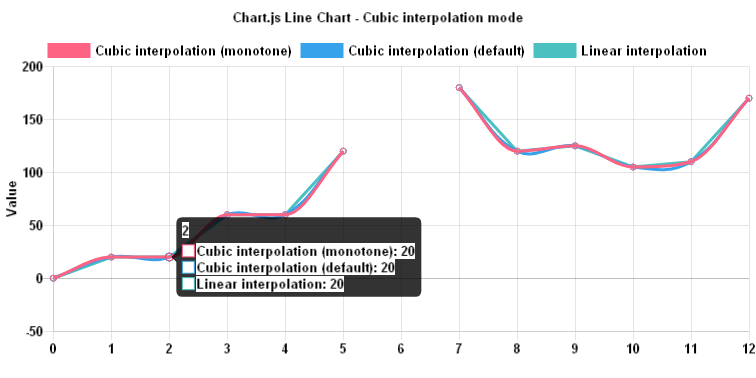 Chart.js Line Chart - Cubic interpolation mode
Cubic interpolation (monotone) Cubic interpolation (default) Linear interpolation
200
150
100
50
0
-50
Value
2
Cubic interpolation (monotone): 20
Cubic interpolation (default): 20
Linear interpolation: 20
0 1 2 3 4 5 6 7 8 9 10 11 12